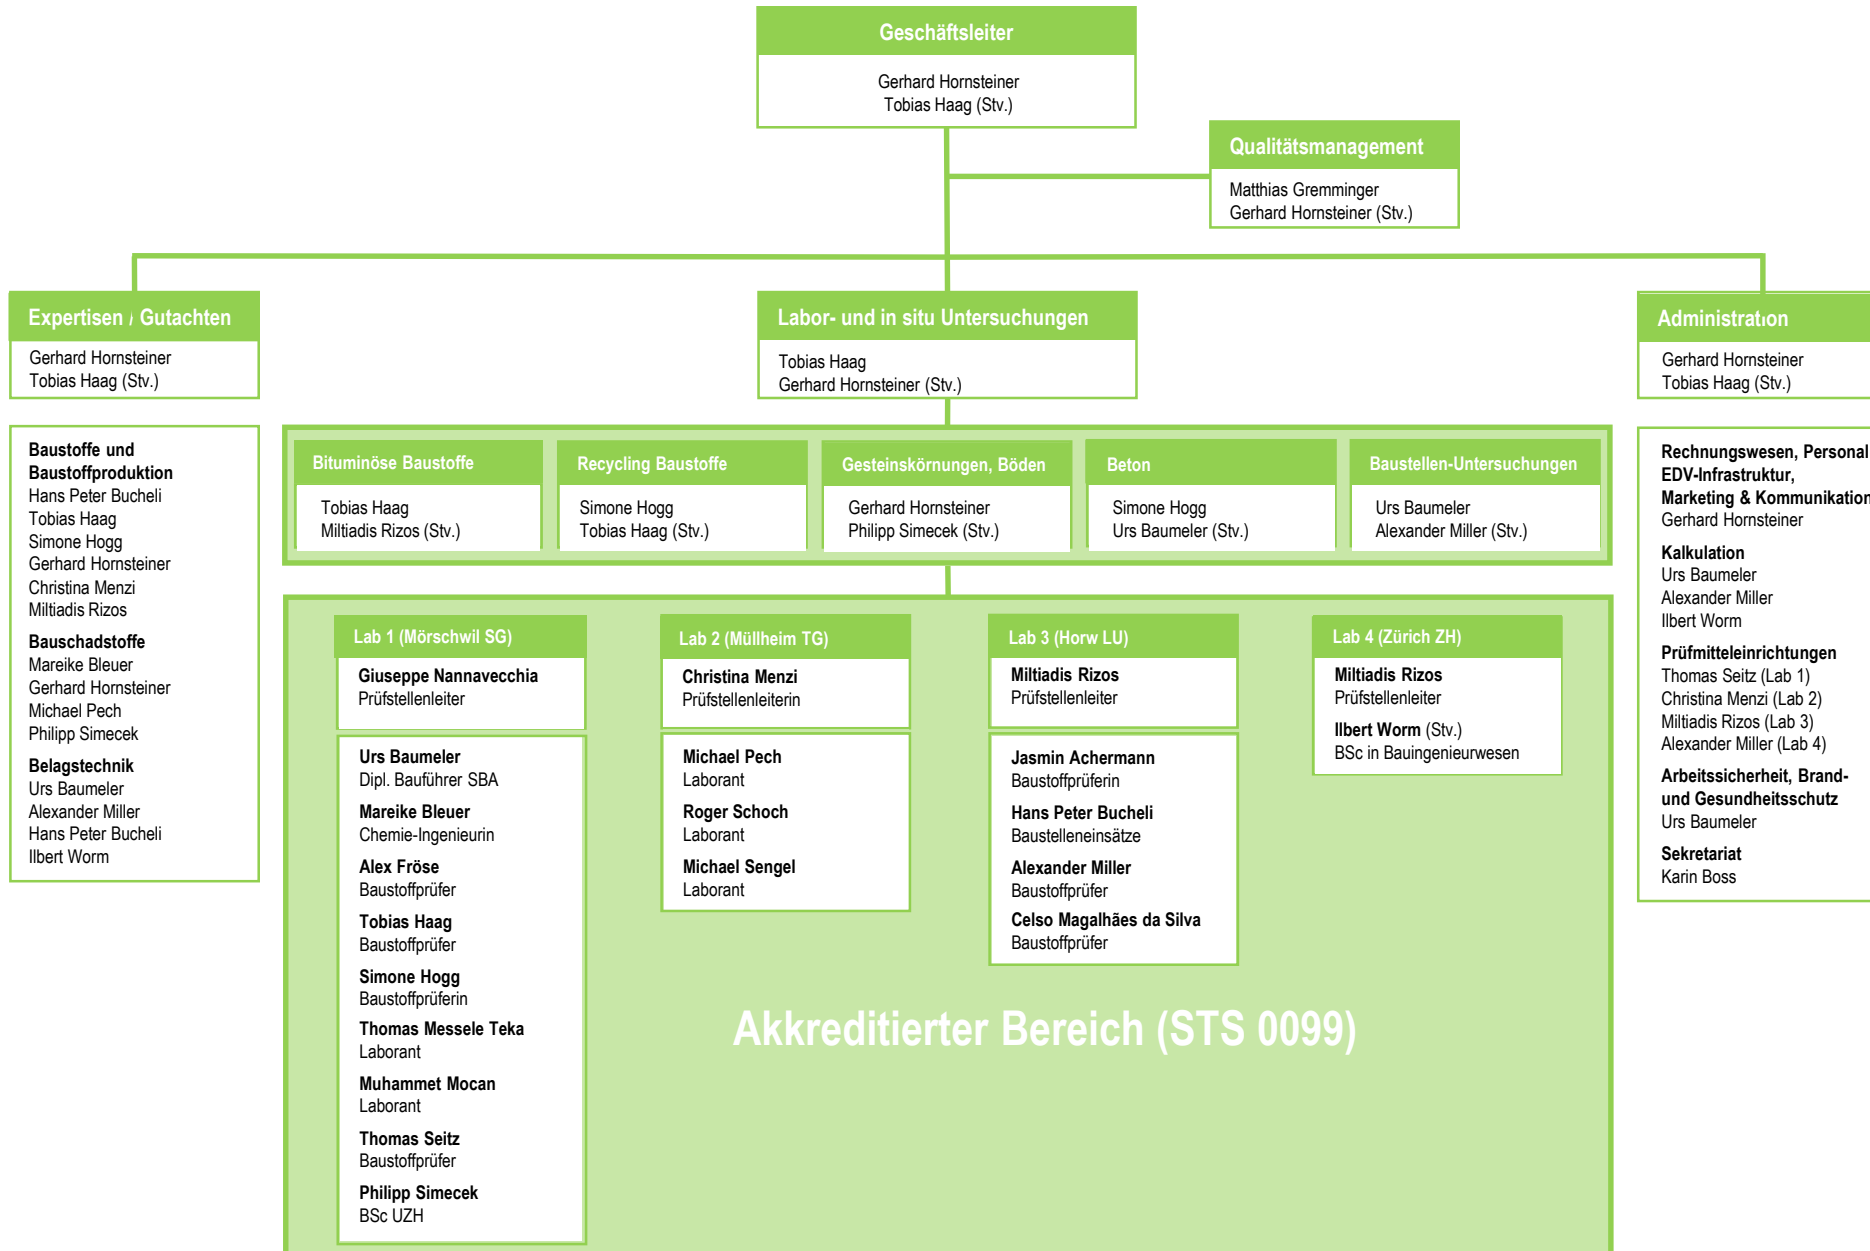 Geschäftsleiter
Gerhard Hornsteiner
Tobias Haag (Stv.)
Qualitätsmanagement
Matthias Gremminger
Gerhard Hornsteiner (Stv.)
Expertisen / Gutachten
Gerhard Hornsteiner
Tobias Haag (Stv.)
Baustoffe und
Baustoffproduktion
Hans Peter Bucheli
Tobias Haag
Simone Hogg
Gerhard Hornsteiner
Christina Menzi
Miltiadis Rizos
Bauschadstoffe
Mareike Bleuer
Gerhard Hornsteiner
Michael Pech
Philipp Simecek
Belagstechnik
Urs Baumeler
Alexander Miller
Hans Peter Bucheli
Ilbert Worm
Labor- und in situ Untersuchungen
Tobias Haag
Gerhard Hornsteiner (Stv.)
Bituminöse Baustoffe
Tobias Haag
Miltiadis Rizos (Stv.)
Recycling Baustoffe
Simone Hogg
Tobias Haag (Stv.)
Gesteinskörnungen, Böden
Gerhard Hornsteiner
Philipp Simecek (Stv.)
Beton
Simone Hogg
Urs Baumeler (Stv.)
Baustellen-Untersuchungen
Urs Baumeler
Alexander Miller (Stv.)
Lab 1 (Mörschwil SG)
Giuseppe Nannavecchia
Prüfstellenleiter
Urs Baumeler
Dipl. Bauführer SBA
Mareike Bleuer
Chemie-Ingenieurin
Alex Fröse
Baustoffprüfer
Tobias Haag
Baustoffprüfer
Simone Hogg
Baustoffprüferin
Thomas Messele Teka
Laborant
Muhammet Mocan
Laborant
Thomas Seitz
Baustoffprüfer
Philipp Simecek
BSc UZH
Lab 2 (Müllheim TG)
Christina Menzi
Prüfstellenleiterin
Michael Pech
Laborant
Roger Schoch
Laborant
Michael Sengel
Laborant
Lab 3 (Horw LU)
Miltiadis Rizos
Prüfstellenleiter
Jasmin Achermann
Baustoffprüferin
Hans Peter Bucheli
Baustelleneinsätze
Alexander Miller
Baustoffprüfer
Celso Magalhães da Silva
Baustoffprüfer
Lab 4 (Zürich ZH)
Miltiadis Rizos
Prüfstellenleiter
Ilbert Worm (Stv.)
BSc in Bauingenieurwesen
Akkreditierter Bereich (STS 0099)
Administration
Gerhard Hornsteiner
Tobias Haag (Stv.)
Rechnungswesen, Personal
EDV-Infrastruktur,
Marketing & Kommunikation
Gerhard Hornsteiner
Kalkulation
Urs Baumeler
Alexander Miller
Ilbert Worm
Prüfmitteleinrichtungen
Thomas Seitz (Lab 1)
Christina Menzi (Lab 2)
Miltiadis Rizos (Lab 3)
Alexander Miller (Lab 4)
Arbeitssicherheit, Brand-
und Gesundheitsschutz
Urs Baumeler
Sekretariat
Karin Boss